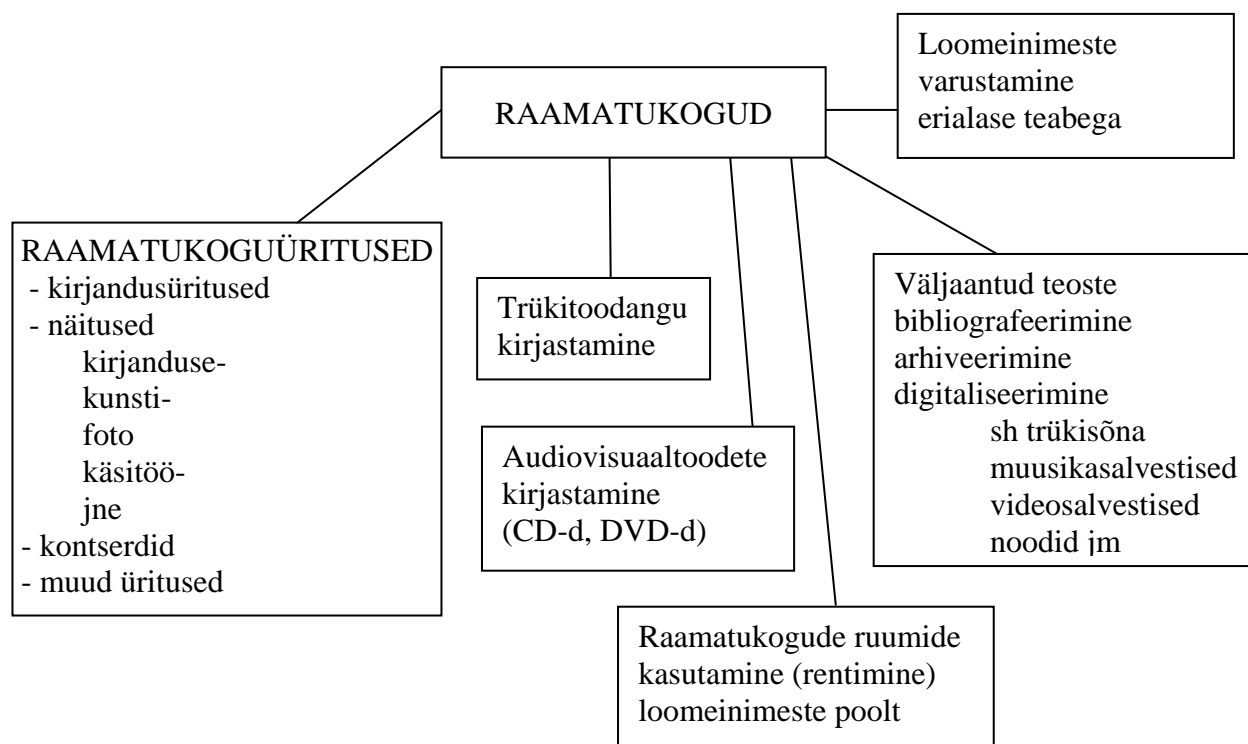 Loomeinimeste
varustamine
erialase teabega
RAAMATUKOGUD
RAAMATUKOGUÜRITUSED
- kirjandusüritused
- näitused
kirjanduse-
kunsti-
foto
käsitöö-
jne
- kontserdid
- muud üritused
Trükitoodangu
kirjastamine
Audiovisuaaltoodete
kirjastamine
(CD-d, DVD-d)
Raamatukogude ruumide
kasutamine (rentimine)
loomeinimeste poolt
Väljaantud teoste
bibliografeerimine
arhiveerimine
digitaliseerimine
sh trükisõna
muusikasalvestised
videosalvestised
noodid jm